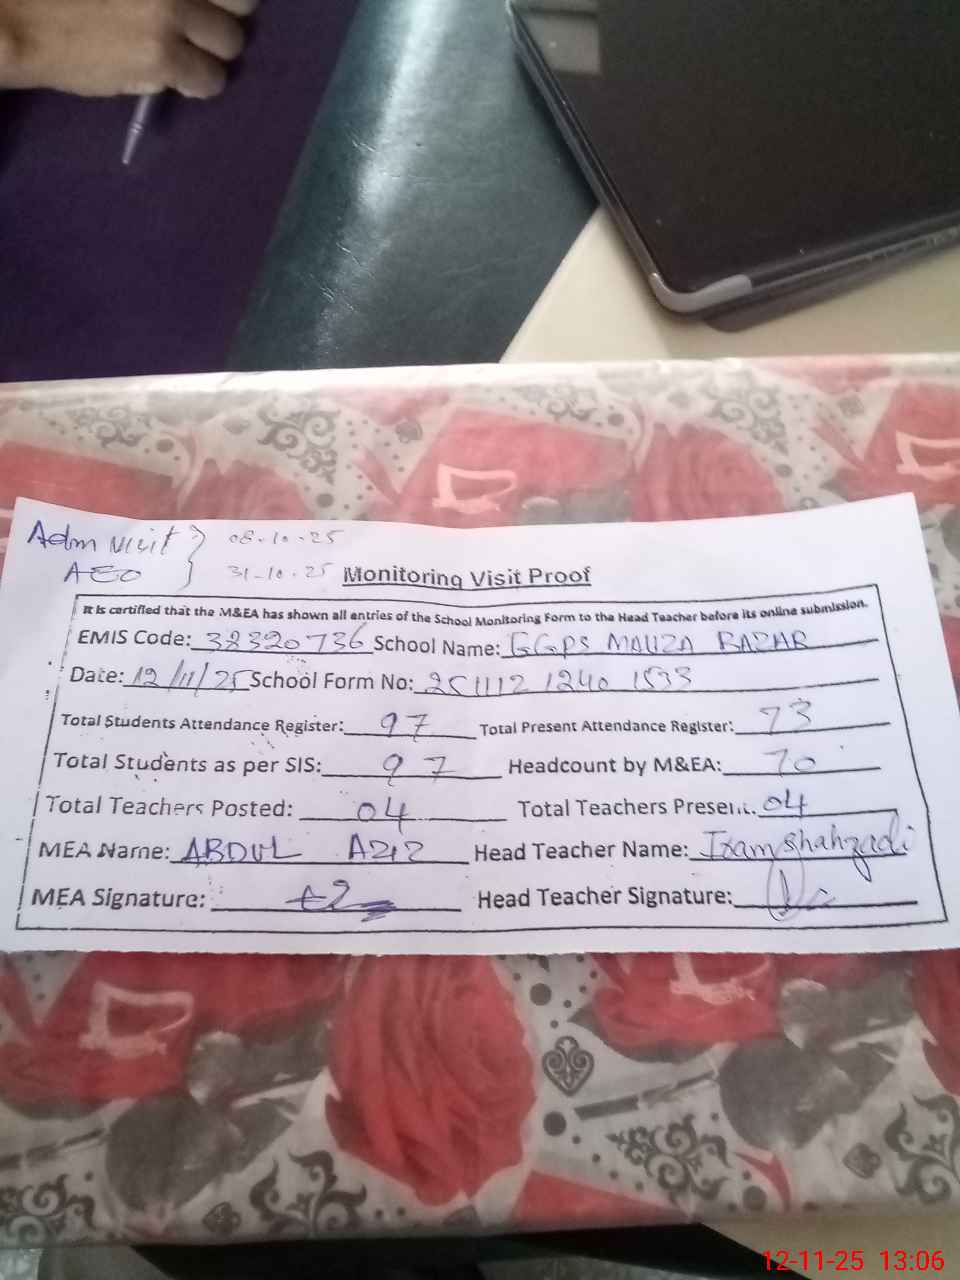 Adm visit } 08-10-25
AEO } 31-10-25
Monitoring Visit Proof
It is certified that the M&EA has shown all entries of the School Monitoring Form to the Head Teacher before its online submission.
EMIS Code: 38320736 School Name: GGPS MAUZA BAZAR
Date: 12/11/25 School Form No: 251112 1240 1533
Total Students Attendance Register: 97 Total Present Attendance Register: 73
Total Students as per SIS: 97 Headcount by M&EA: 70
Total Teachers Posted: 04 Total Teachers Present: 04
MEA Name: ABDUL AZIZ Head Teacher Name: Iram shahzadi
MEA Signature: Head Teacher Signature:
12-11-25 13:06